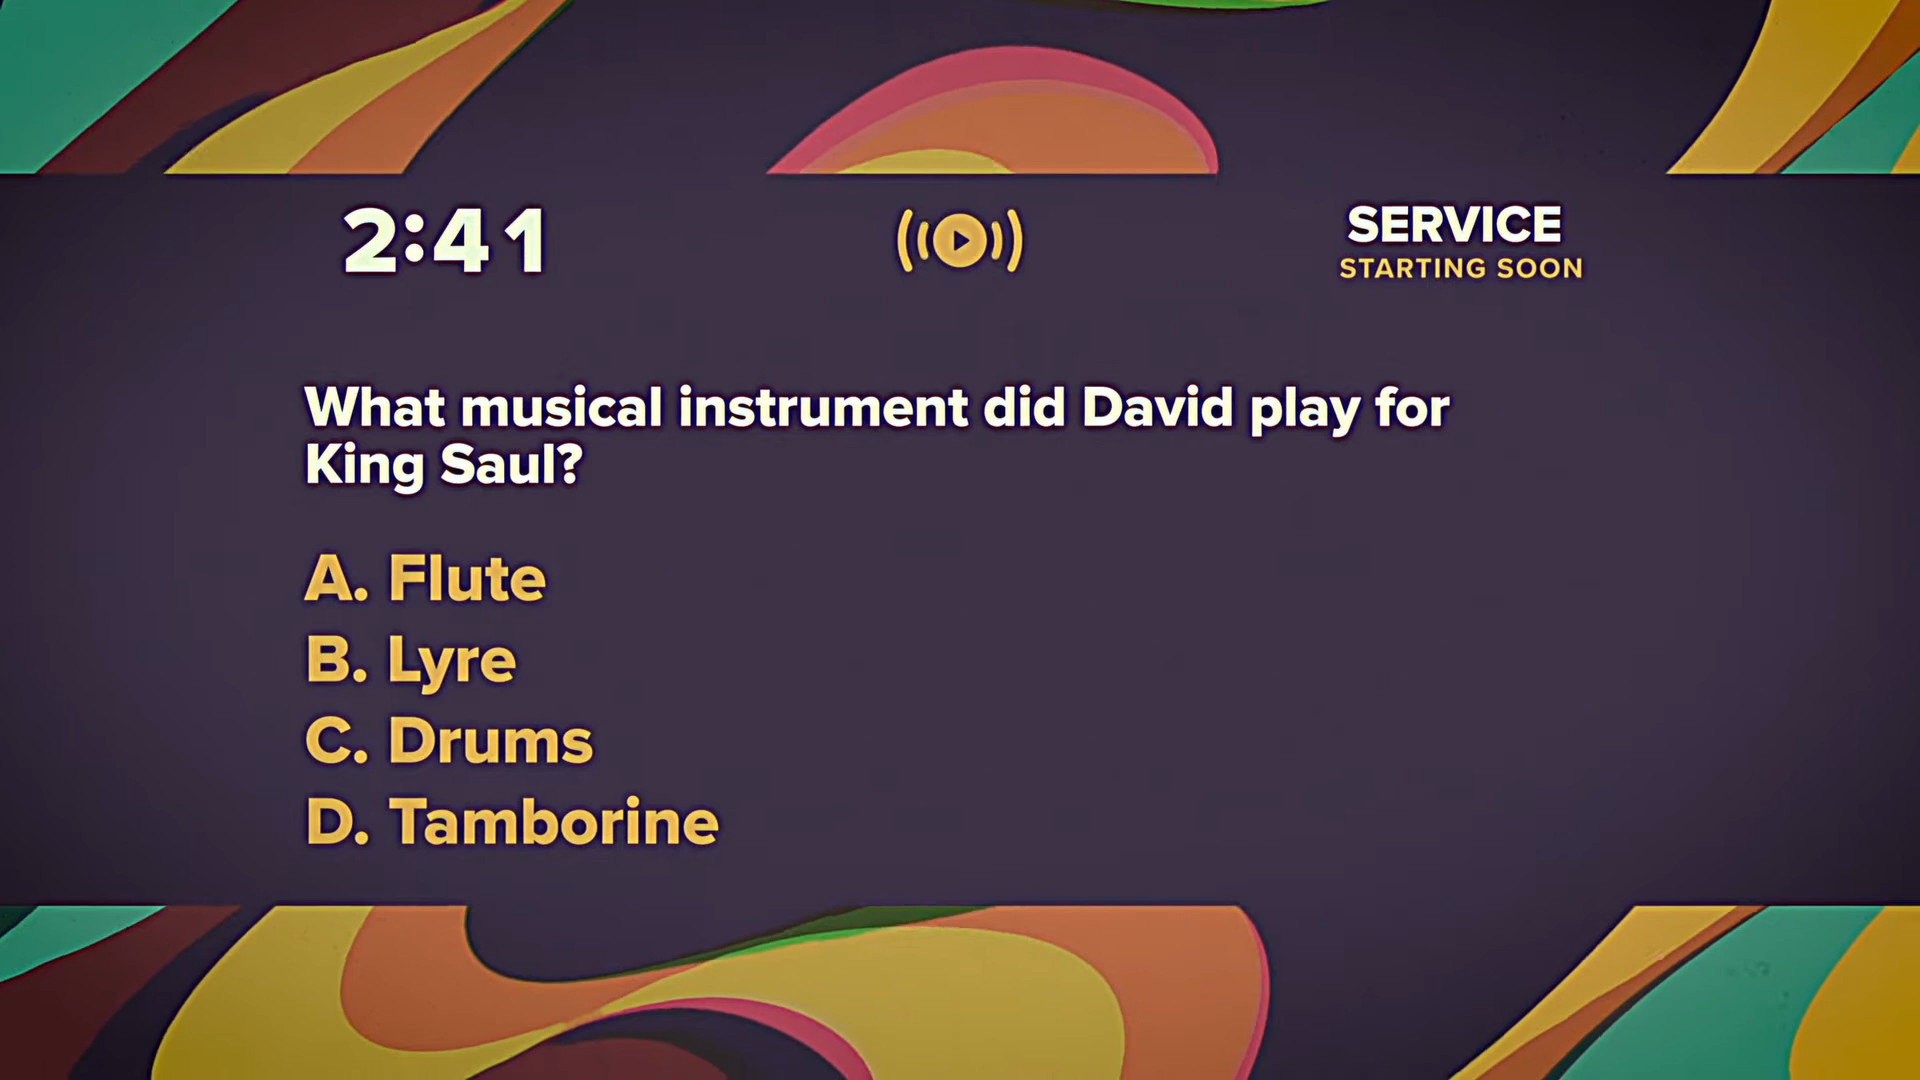 2:41
SERVICE
STARTING SOON
What musical instrument did David play for
King Saul?
A. Flute
B. Lyre
C. Drums
D. Tamborine